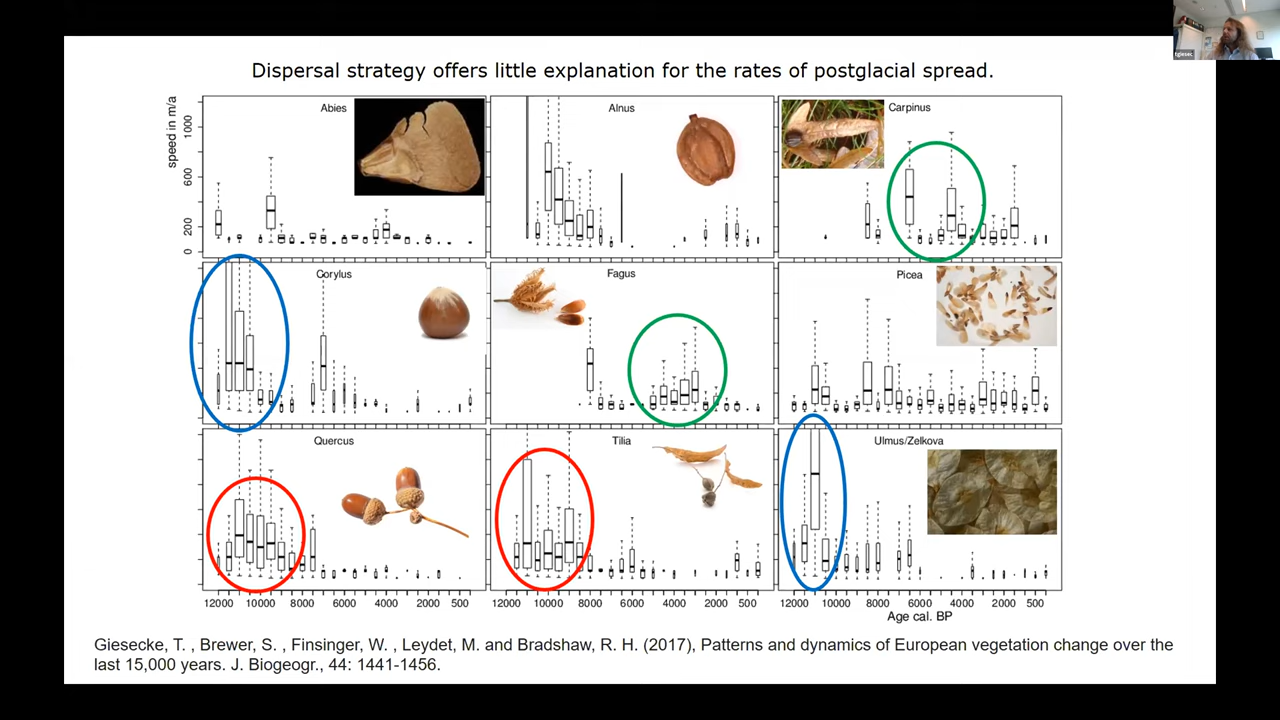 tgiesec
Dispersal strategy offers little explanation for the rates of postglacial spread.
speed in m/a
1000
600
200
0
Abies
Alnus
Carpinus
Corylus
Fagus
Picea
Quercus
Tilia
Ulmus/Zelkova
12000 10000 8000 6000 4000 2000 500
12000 10000 8000 6000 4000 2000 500
12000 10000 8000 6000 4000 2000 500
Age cal. BP
Giesecke, T. , Brewer, S. , Finsinger, W. , Leydet, M. and Bradshaw, R. H. (2017), Patterns and dynamics of European vegetation change over the
last 15,000 years. J. Biogeogr., 44: 1441-1456.